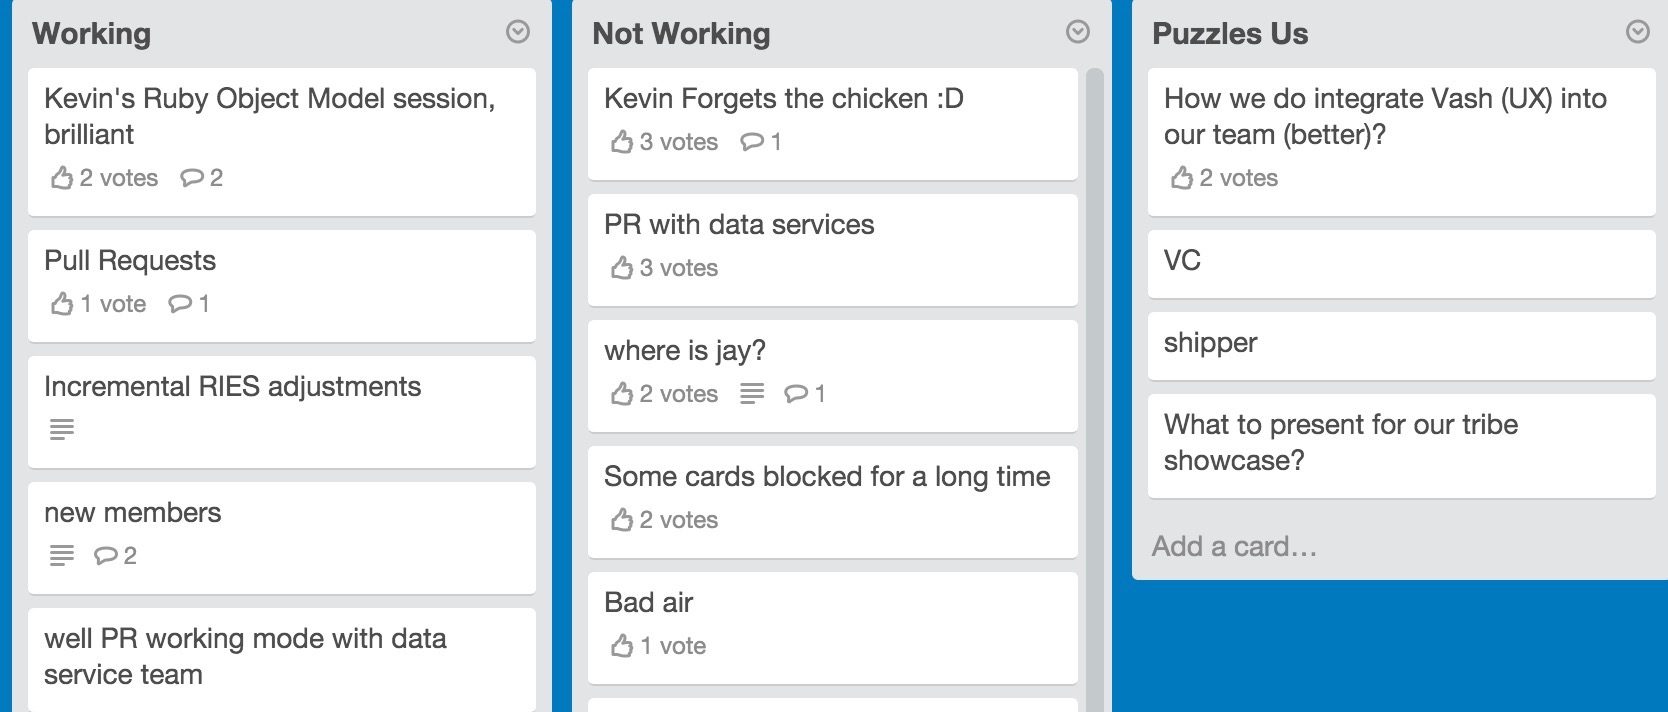 Working
Kevin's Ruby Object Model session,
brilliant
2 votes 2
Pull Requests
1 vote 1
Incremental RIES adjustments
new members
2
well PR working mode with data
service team
Not Working
Kevin Forgets the chicken :D
3 votes 1
PR with data services
3 votes
where is jay?
2 votes 1
Some cards blocked for a long time
2 votes
Bad air
1 vote
Puzzles Us
How we do integrate Vash (UX) into
our team (better)?
2 votes
VC
shipper
What to present for our tribe
showcase?
Add a card…